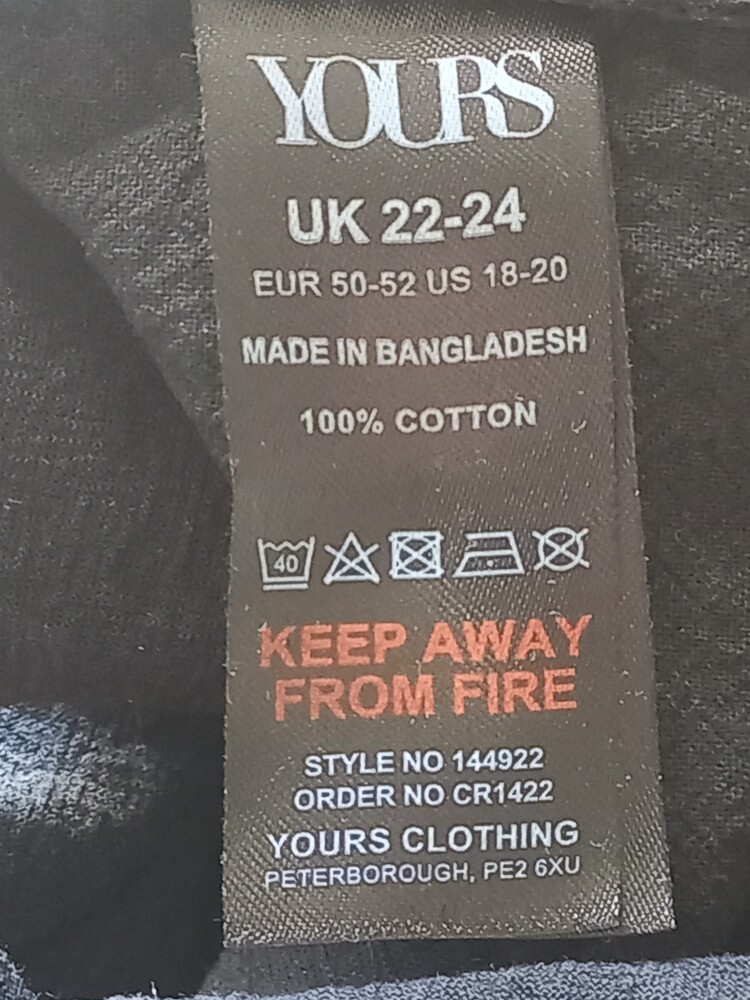 YOURS
UK 22-24
EUR 50-52 US 18-20
MADE IN BANGLADESH
100% COTTON
40
KEEP AWAY
FROM FIRE
STYLE NO 144922
ORDER NO CR1422
YOURS CLOTHING
PETERBOROUGH, PE2 6XU